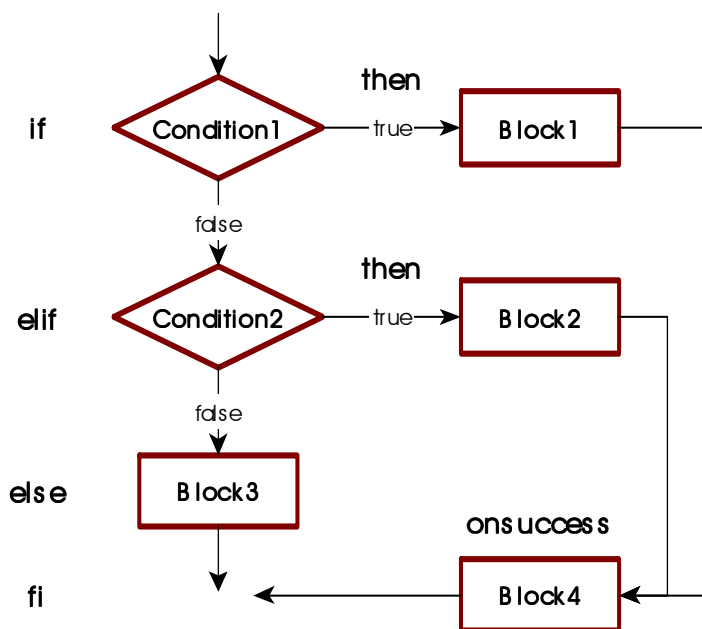 then
if
Condition1
true
Block1
false
then
elif
Condition2
true
Block2
false
else
Block3
onsuccess
fi
Block4